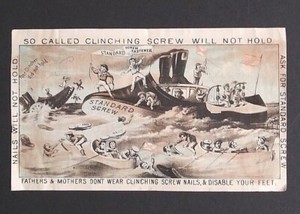 SO CALLED CLINCHING SCREW WILL NOT HOLD.
NAILS WILL NOT HOLD.
ASK FOR STANDARD SCREW
STANDARD
SCREW
FASTENED
STANDARD
SCREW
FATHERS & MOTHERS DONT WEAR CLINCHING SCREW NAILS, & DISABLE YOUR FEET.